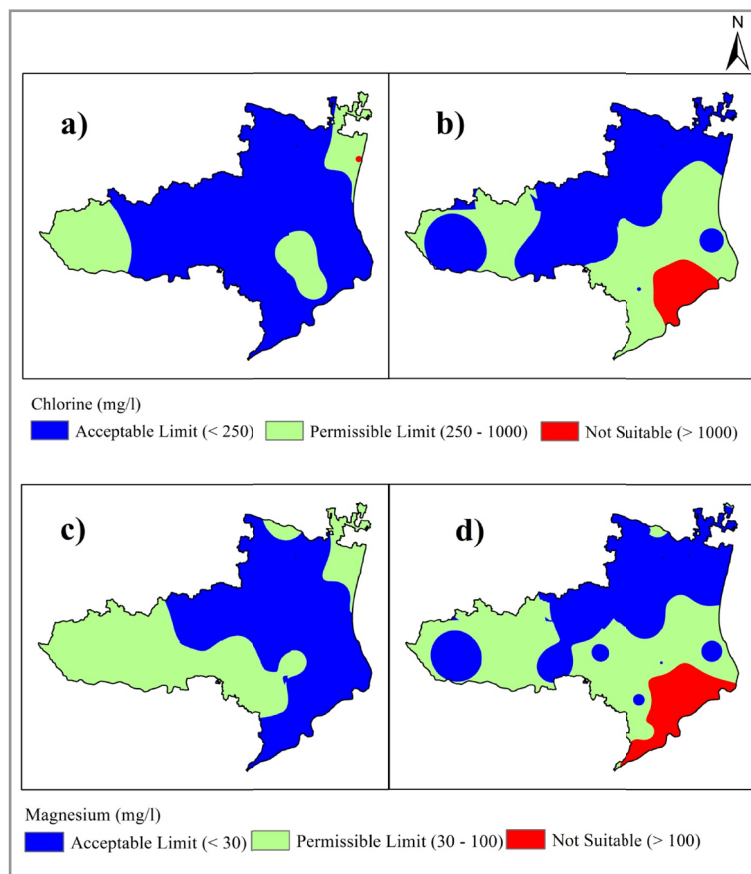 N
a)
b)
Chlorine (mg/l)
Acceptable Limit (< 250) Permissible Limit (250 - 1000) Not Suitable (> 1000)
c)
d)
Magnesium (mg/l)
Acceptable Limit (< 30) Permissible Limit (30 - 100) Not Suitable (> 100)